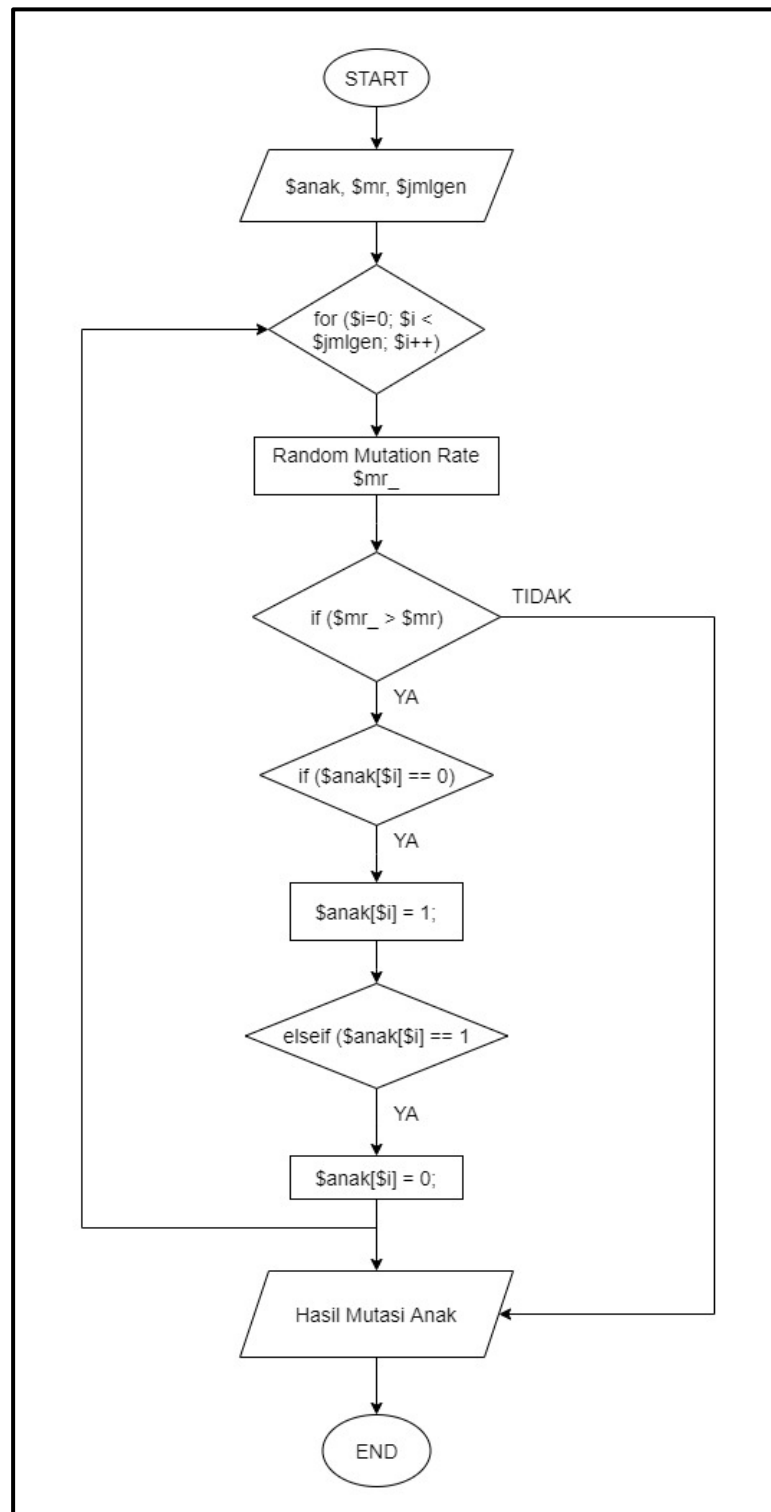 START
$anak, $mr, $jmlgen
for ($i=0; $i <
$jmlgen; $i++)
Random Mutation Rate
$mr_
if ($mr_ > $mr)
TIDAK
YA
if ($anak[$i] == 0)
YA
$anak[$i] = 1;
elseif ($anak[$i] == 1
YA
$anak[$i] = 0;
Hasil Mutasi Anak
END